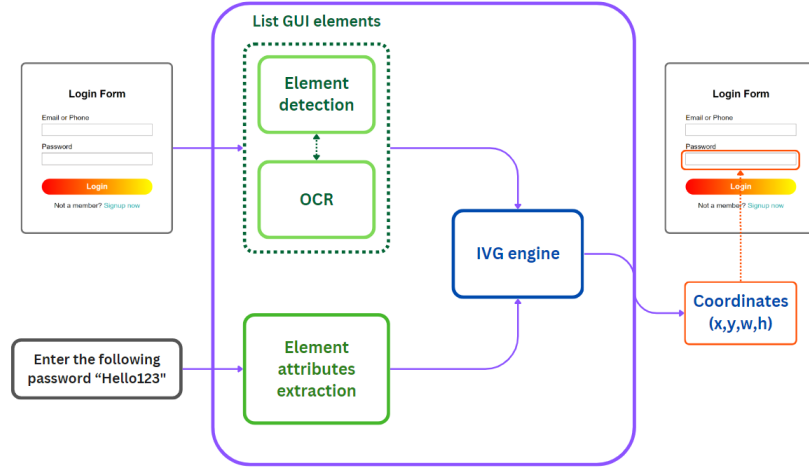 List GUI elements
Login Form
Email or Phone
Password
Login
Not a member? Signup now
Element
detection
OCR
IVG engine
Login Form
Email or Phone
Password
Login
Not a member? Signup now
Coordinates
(x,y,w,h)
Enter the following
password “Hello123"
Element
attributes
extraction